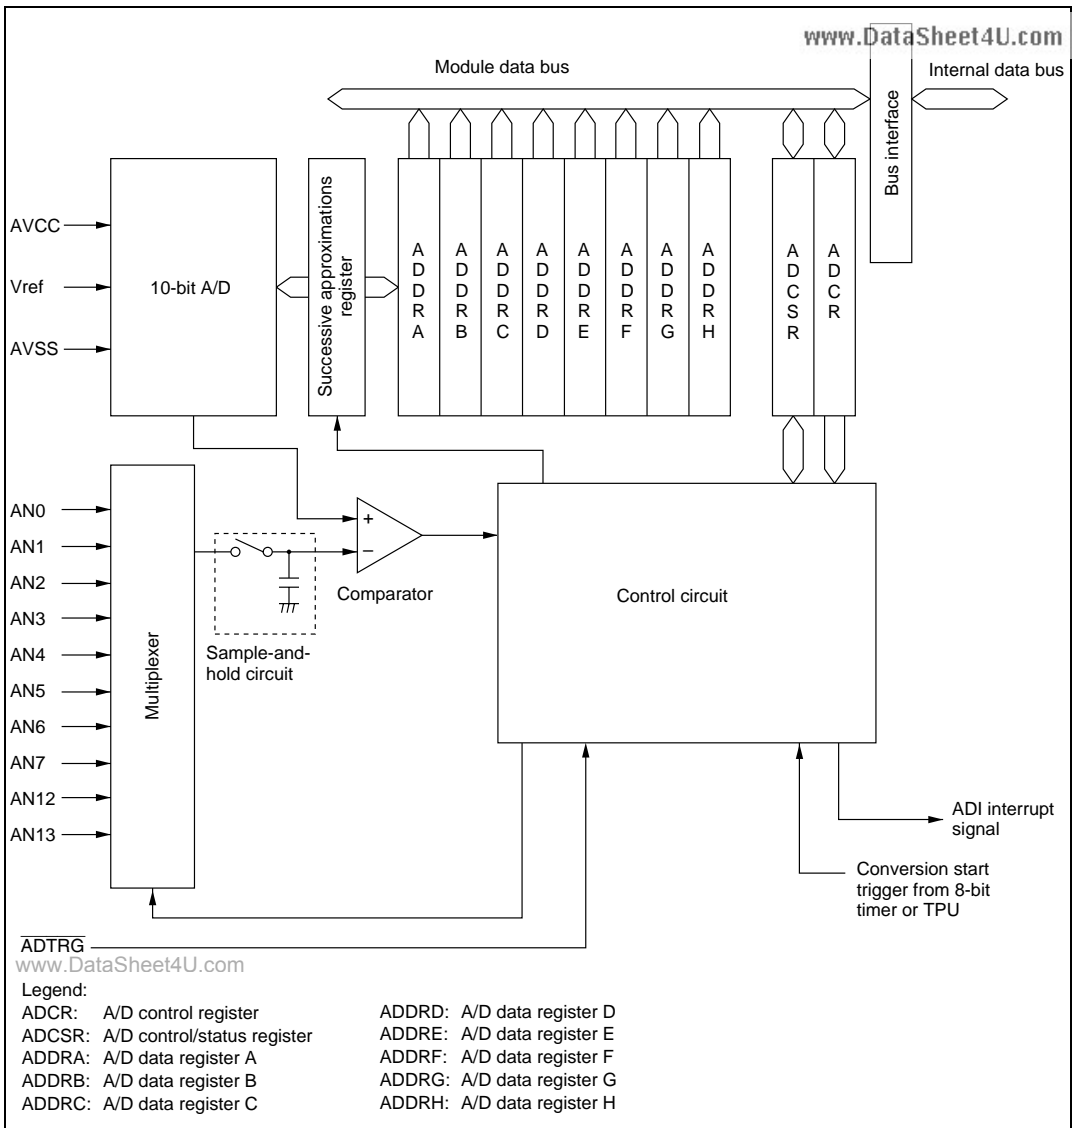 www.DataSheet4U.com
Module data bus
Internal data bus
Bus interface
AVCC
Vref
AVSS
10-bit A/D
Successive approximations
register
ADDRA
ADDRB
ADDRC
ADDRD
ADDRE
ADDRF
ADDRG
ADDRH
ADCSR
ADCR
AN0
AN1
AN2
AN3
AN4
AN5
AN6
AN7
AN12
AN13
Multiplexer
+
−
Comparator
Sample-and-
hold circuit
Control circuit
ADI interrupt
signal
Conversion start
trigger from 8-bit
timer or TPU
ADTRG
www.DataSheet4U.com
Legend:
ADCR: A/D control register
ADCSR: A/D control/status register
ADDRA: A/D data register A
ADDRB: A/D data register B
ADDRC: A/D data register C
ADDRD: A/D data register D
ADDRE: A/D data register E
ADDRF: A/D data register F
ADDRG: A/D data register G
ADDRH: A/D data register H